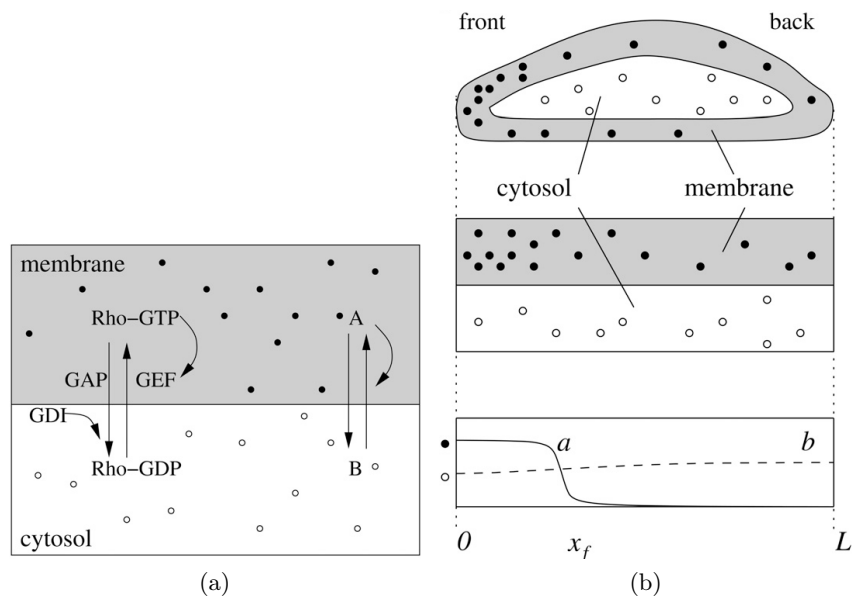 membrane
Rho−GTP
A
GAP
GEF
GDI
Rho−GDP
B
cytosol
(a)
front
back
cytosol
membrane
a
b
0
x_f
L
(b)